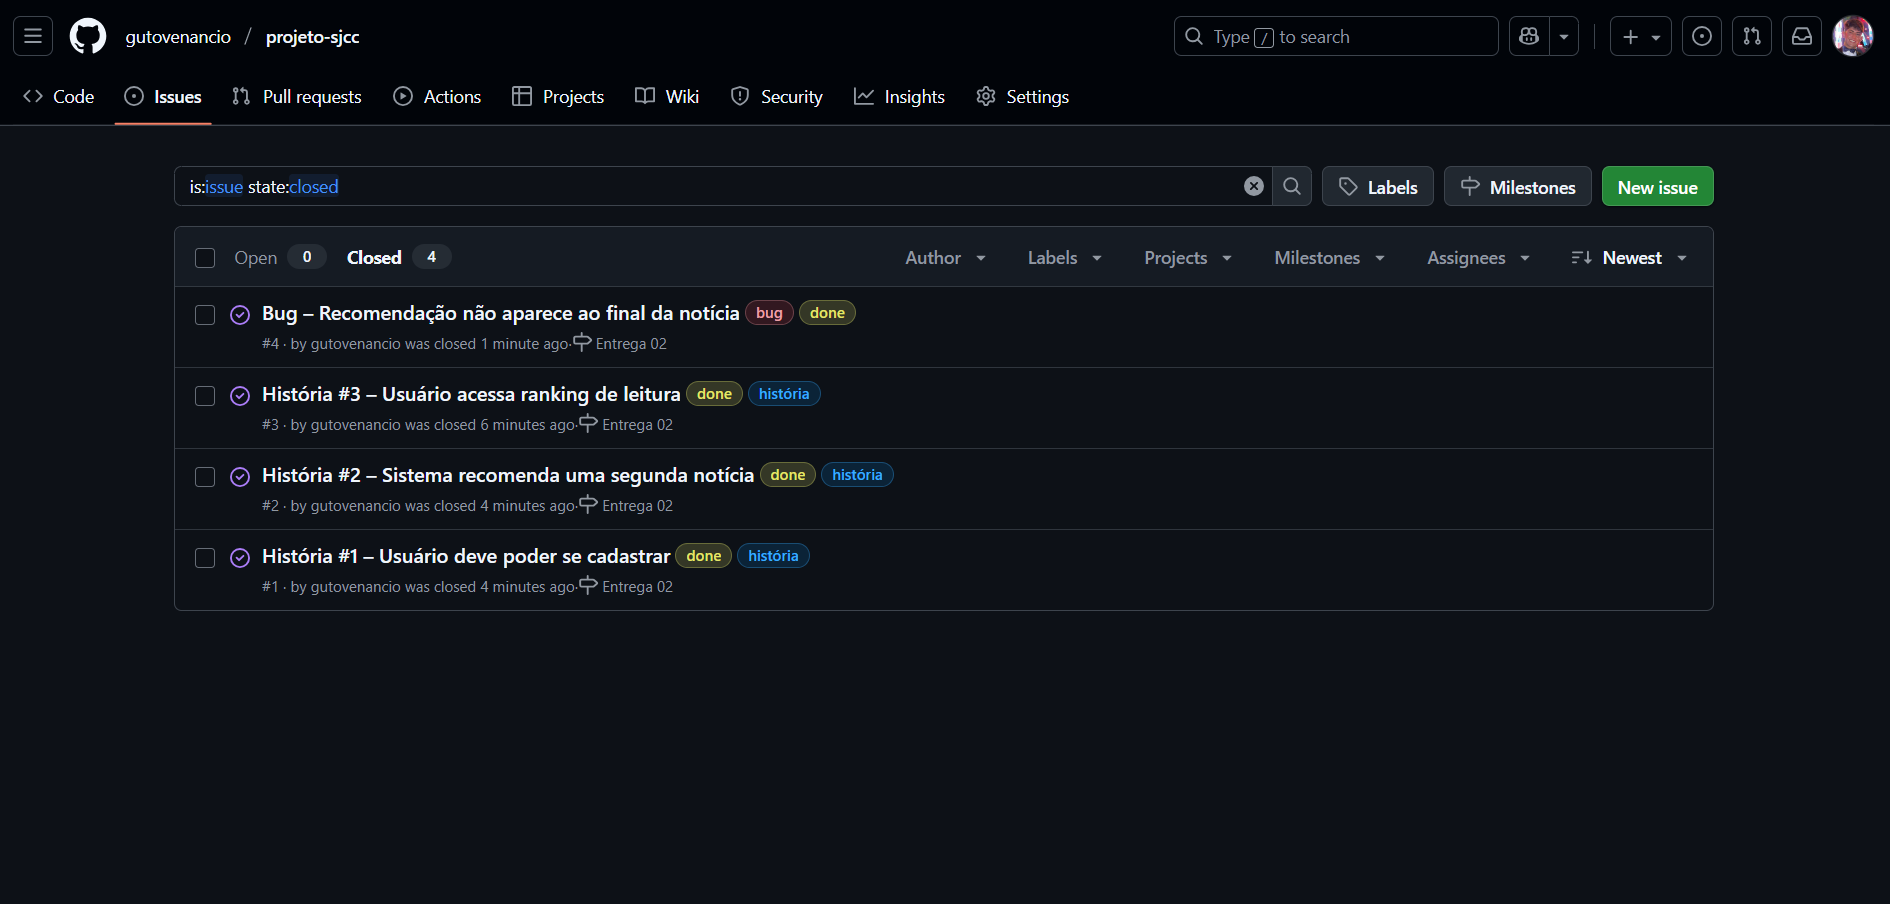 gutovenancio / projeto-sjcc
Type / to search
Code Issues Pull requests Actions Projects Wiki Security Insights Settings
is:issue state:closed
Labels Milestones New issue
Open 0 Closed 4 Author Labels Projects Milestones Assignees Newest
Bug – Recomendação não aparece ao final da notícia bug done
#4 · by gutovenancio was closed 1 minute ago· Entrega 02
História #3 – Usuário acessa ranking de leitura done história
#3 · by gutovenancio was closed 6 minutes ago· Entrega 02
História #2 – Sistema recomenda uma segunda notícia done história
#2 · by gutovenancio was closed 4 minutes ago· Entrega 02
História #1 – Usuário deve poder se cadastrar done história
#1 · by gutovenancio was closed 4 minutes ago· Entrega 02